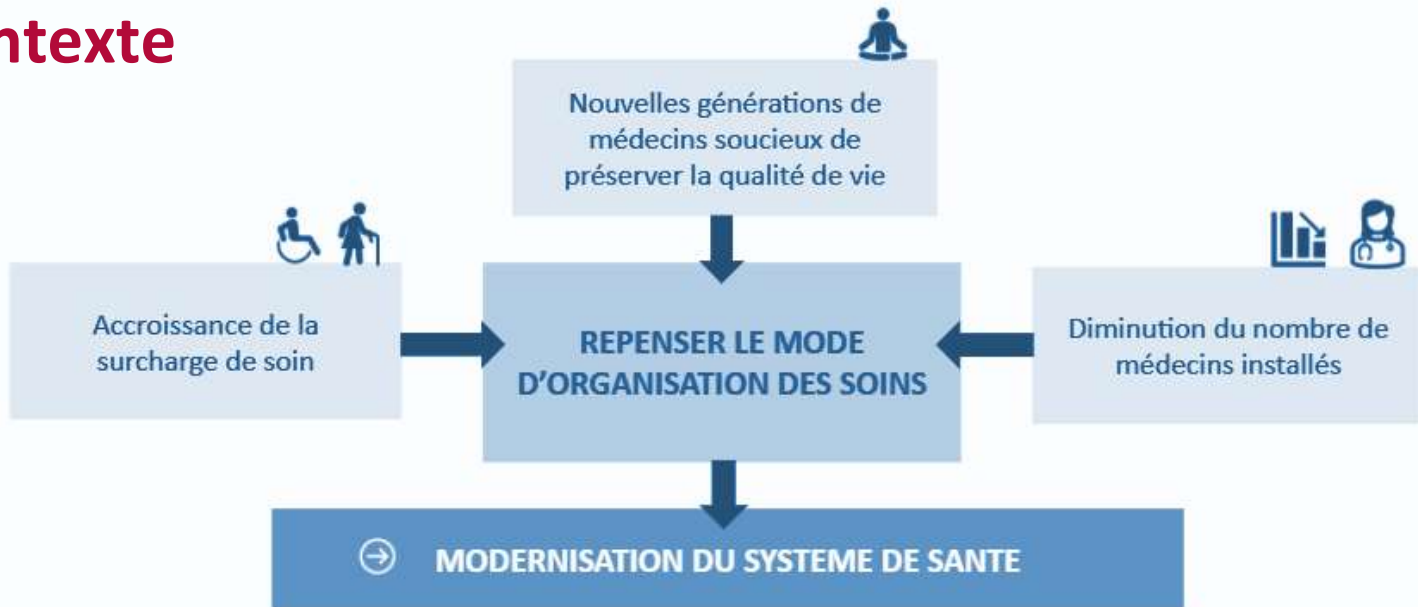 ntexte
Nouvelles générations de
médecins soucieux de
préserver la qualité de vie
Accroissance de la
surcharge de soin
REPENSER LE MODE
D'ORGANISATION DES SOINS
Diminution du nombre de
médecins installés
MODERNISATION DU SYSTEME DE SANTE